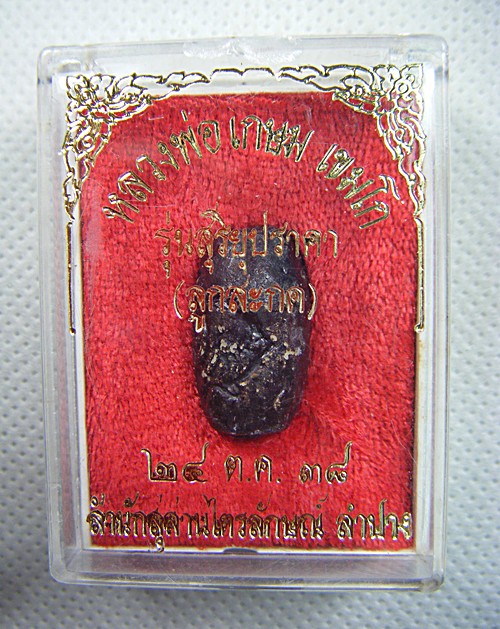 หลวงพ่อ เกษม เขมโก
รุ่นสุริยุปราคา
(ลูกสะกด)
๒๔ ต.ค. ๓๘
สำนักสุสานไตรลักษณ์ ลำปาง